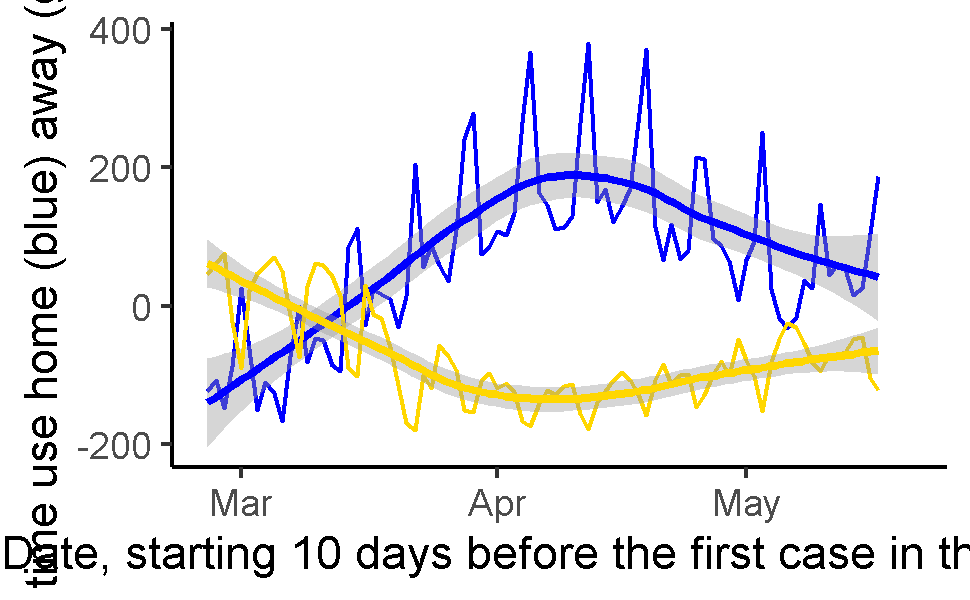 400
200
0
-200
time use home (blue) away (
Mar Apr May
Date, starting 10 days before the first case in th